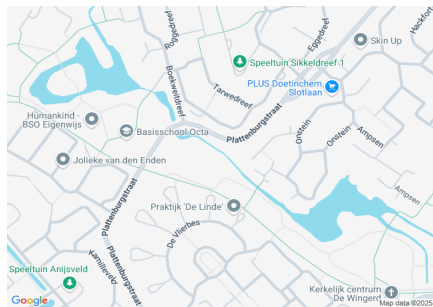 Hackfort
Eggedreef
Skin Up
Roggedreef
Speeltuin Sikkeldreef 1
Boekweitdreef
PLUS Doetinchem
Slotlaan
Tarwedreef
Humankind -
BSO Eigenwijs
Basisschool Octa
Plattenburgstraat
Onstein
Onstein
Ampsen
Jolieke van den Enden
Plattenburgstraat
Ampsen
Praktijk 'De Linde'
De Vlierbes
Kamilleveld
Plattenburgstraat
Speeltuin Anijsveld
Kerkelijk centrum
De Wingerd
Google
Map data ©2025